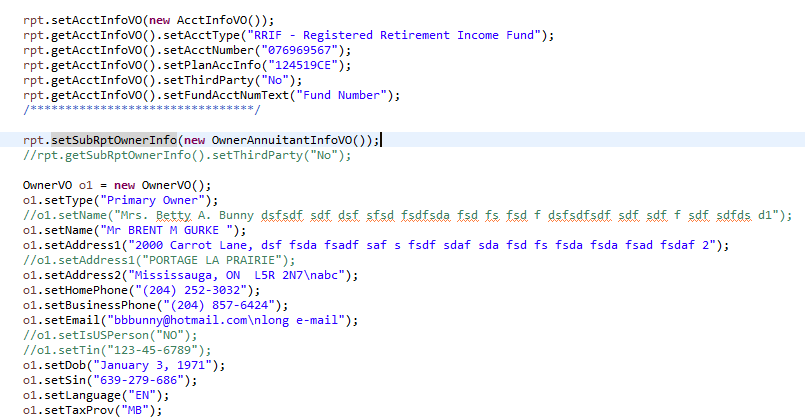 rpt.setAcctInfoVO(new AcctInfoVO());
rpt.getAcctInfoVO().setAcctType("RRIF - Registered Retirement Income Fund");
rpt.getAcctInfoVO().setAcctNumber("076969567");
rpt.getAcctInfoVO().setPlanAccInfo("124519CE");
rpt.getAcctInfoVO().setThirdParty("No");
rpt.getAcctInfoVO().setFundAcctNumText("Fund Number");
/********************************/
rpt.setSubRptOwnerInfo(new OwnerAnnuitantInfoVO());
//rpt.getSubRptOwnerInfo().setThirdParty("No");
OwnerVO o1 = new OwnerVO();
o1.setType("Primary Owner");
//o1.setName("Mrs. Betty A. Bunny dsfsdf sdf dsf sfsd fsdfsda fsd fs fsd f dsfsdfsdf sdf sdf f sdf sdfds d1");
o1.setName("Mr BRENT M GURKE ");
o1.setAddress1("2000 Carrot Lane, dsf fsda fsadf saf s fsdf sdaf sda fsd fs fsda fsda fsad fsdaf 2");
//o1.setAddress1("PORTAGE LA PRAIRIE");
o1.setAddress2("Mississauga, ON  L5R 2N7\nabc");
o1.setHomePhone("(204) 252-3032");
o1.setBusinessPhone("(204) 857-6424");
o1.setEmail("bbbunny@hotmail.com\nlong e-mail");
//o1.setIsUSPerson("NO");
//o1.setTin("123-45-6789");
o1.setDob("January 3, 1971");
o1.setSin("639-279-686");
o1.setLanguage("EN");
o1.setTaxProv("MB");